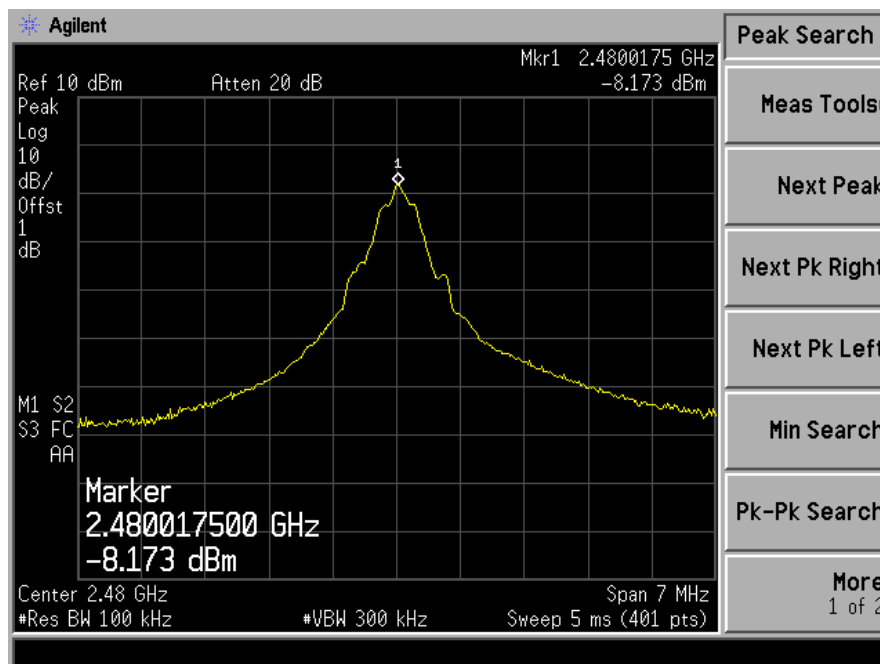 Agilent
Peak Search
Mkr1 2.4800175 GHz
Ref 10 dBm Atten 20 dB -8.173 dBm
Peak
Log
10
dB/
Offst
1
dB
1
Meas Tools
Next Peak
Next Pk Right
Next Pk Left
M1 S2
S3 FC
AA
Min Search
Marker
2.480017500 GHz
-8.173 dBm
Pk-Pk Search
Center 2.48 GHz Span 7 MHz
#Res BW 100 kHz #VBW 300 kHz Sweep 5 ms (401 pts)
More
1 of 2